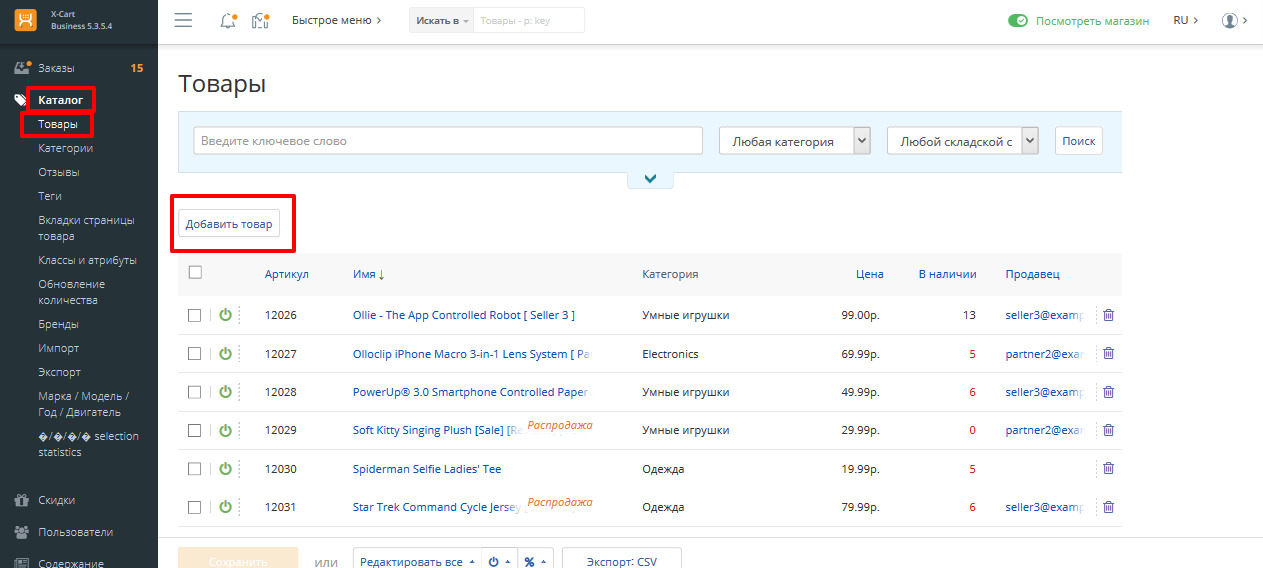 X-Cart
Business 5.3.5.4
Быстрое меню
Искать в
Товары - p: key
Посмотреть магазин
RU
Заказы 15
Каталог
Товары
Категории
Отзывы
Теги
Вкладки страницы
товара
Классы и атрибуты
Обновление
количества
Бренды
Импорт
Экспорт
Марка / Модель /
Год / Двигатель
�/�/�/� selection
statistics
Скидки
Пользователи
Содержание
Товары
Введите ключевое слово
Любая категория
Любой складской с
Поиск
Добавить товар
Артикул Имя ↓ Категория Цена В наличии Продавец
12026 Ollie - The App Controlled Robot [ Seller 3 ] Умные игрушки 99.00р. 13 seller3@examp
12027 Olloclip iPhone Macro 3-in-1 Lens System [ Pa Electronics 69.99р. 5 partner2@exar
12028 PowerUp® 3.0 Smartphone Controlled Paper Умные игрушки 49.99р. 6 seller3@examp
12029 Soft Kitty Singing Plush [Sale] [Re Распродажа Умные игрушки 29.99р. 0 partner2@exar
12030 Spiderman Selfie Ladies' Tee Одежда 19.99р. 5
12031 Star Trek Command Cycle Jersey Распродажа Одежда 79.99р. 6 seller3@examp
Сохранить или Редактировать все % Экспорт: CSV